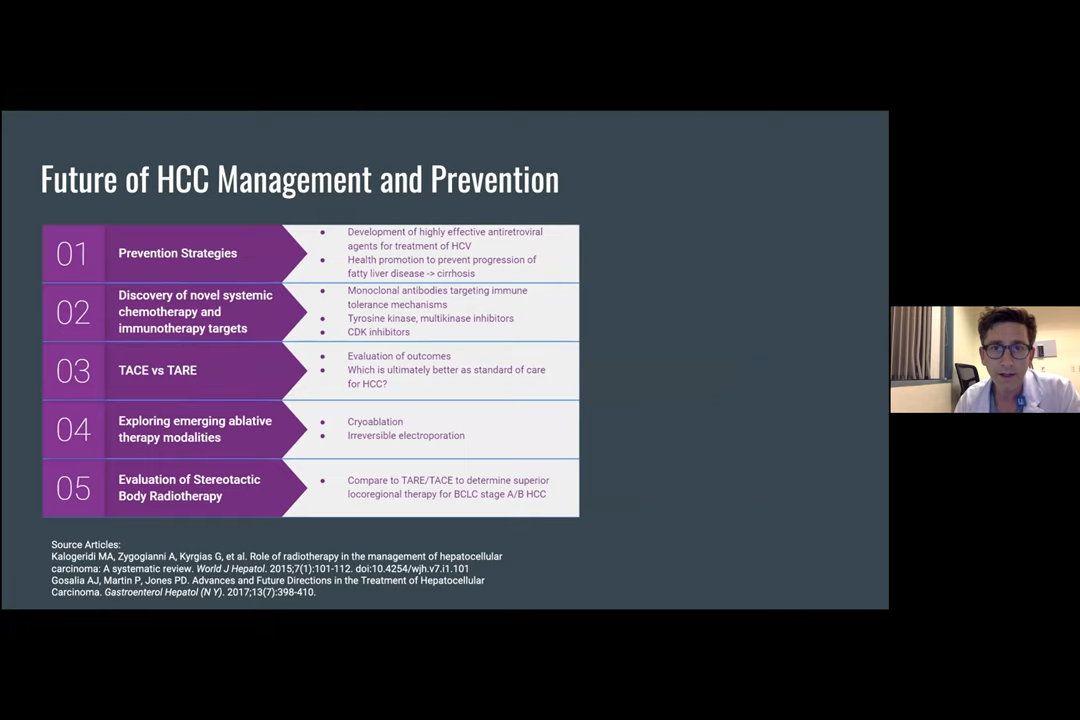 Future of HCC Management and Prevention
01
Prevention Strategies
● Development of highly effective antiretroviral
agents for treatment of HCV
● Health promotion to prevent progression of
fatty liver disease -> cirrhosis
02
Discovery of novel systemic
chemotherapy and
immunotherapy targets
● Monoclonal antibodies targeting immune
tolerance mechanisms
● Tyrosine kinase, multikinase inhibitors
● CDK inhibitors
03
TACE vs TARE
● Evaluation of outcomes
● Which is ultimately better as standard of care
for HCC?
04
Exploring emerging ablative
therapy modalities
● Cryoablation
● Irreversible electroporation
05
Evaluation of Stereotactic
Body Radiotherapy
● Compare to TARE/TACE to determine superior
locoregional therapy for BCLC stage A/B HCC
Source Articles:
Kalogeridi MA, Zygogianni A, Kyrgias G, et al. Role of radiotherapy in the management of hepatocellular
carcinoma: A systematic review. World J Hepatol. 2015;7(1):101-112. doi:10.4254/wjh.v7.i1.101
Gosalia AJ, Martin P, Jones PD. Advances and Future Directions in the Treatment of Hepatocellular
Carcinoma. Gastroenterol Hepatol (N Y). 2017;13(7):398-410.